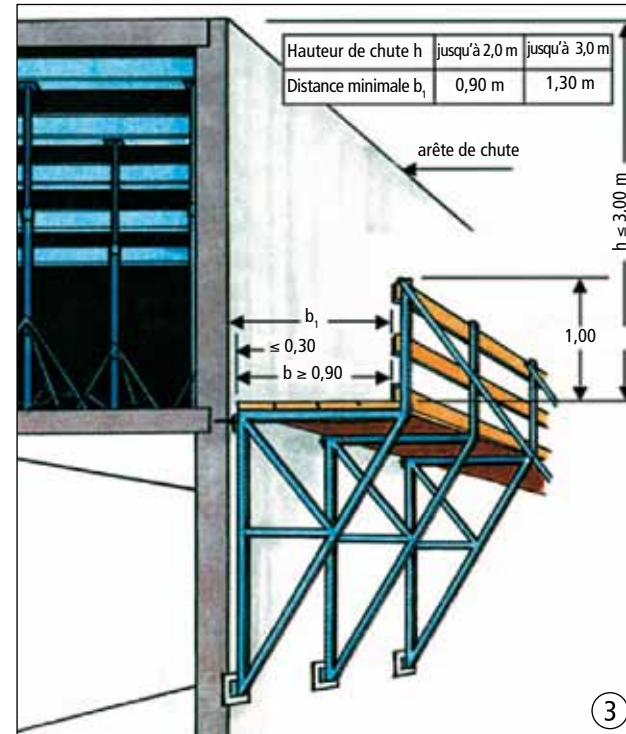 Hauteur de chute h jusqu'à 2,0 m jusqu'à 3,0 m
Distance minimale b₁ 0,90 m 1,30 m
arête de chute
h ≤ 3.00 m
b₁
≤ 0,30
b ≥ 0,90
1,00
3